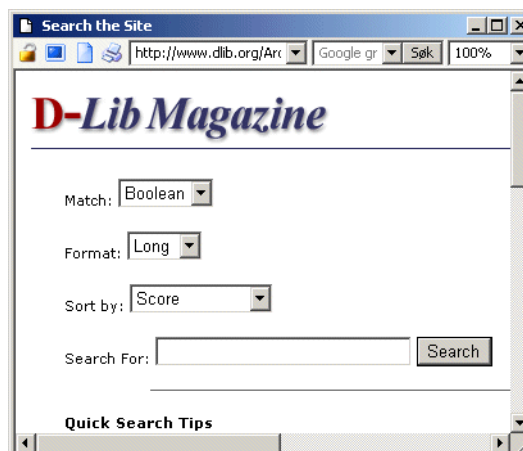 Search the Site
http://www.dlib.org/Arc Google gr Søk 100%
D-Lib Magazine
Match: Boolean
Format: Long
Sort by: Score
Search For: Search
Quick Search Tips